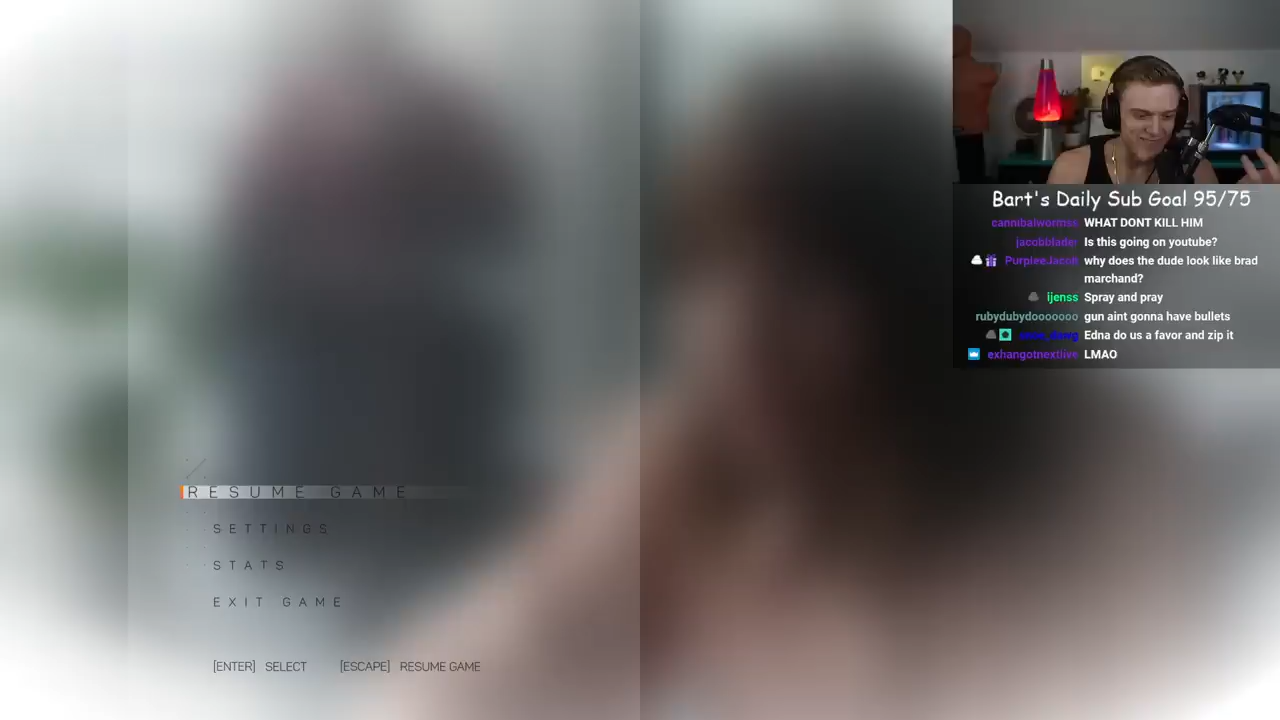 Bart's Daily Sub Goal 95/75
cannibalwormss WHAT DONT KILL HIM
jacobblader Is this going on youtube?
PurpleeJacob why does the dude look like brad
marchand?
ijenss Spray and pray
rubydubydooooooo gun aint gonna have bullets
Edna do us a favor and zip it
exhangotnextlive LMAO
RESUME GAME
SETTINGS
STATS
EXIT GAME
[ENTER] SELECT [ESCAPE] RESUME GAME